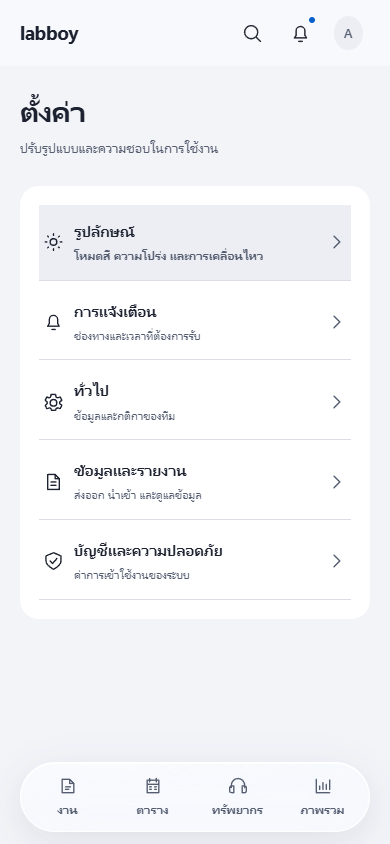 labboy
A
ตั้งค่า
ปรับรูปแบบและความชอบในการใช้งาน
รูปลักษณ์
โหมดสี ความโปร่ง และการเคลื่อนไหว
การแจ้งเตือน
ช่องทางและเวลาที่ต้องการรับ
ทั่วไป
ข้อมูลและกติกาของทีม
ข้อมูลและรายงาน
ส่งออก นำเข้า และดูแลข้อมูล
บัญชีและความปลอดภัย
ค่าการเข้าใช้งานของระบบ
งาน ตาราง ทรัพยากร ภาพรวม